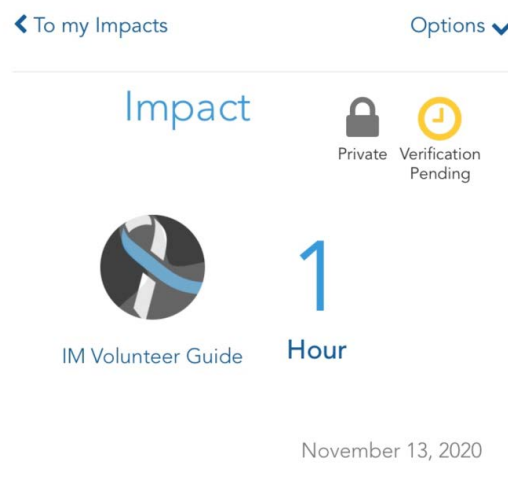 To my Impacts
Options
Impact
Private
Verification
Pending
1
IM Volunteer Guide
Hour
November 13, 2020